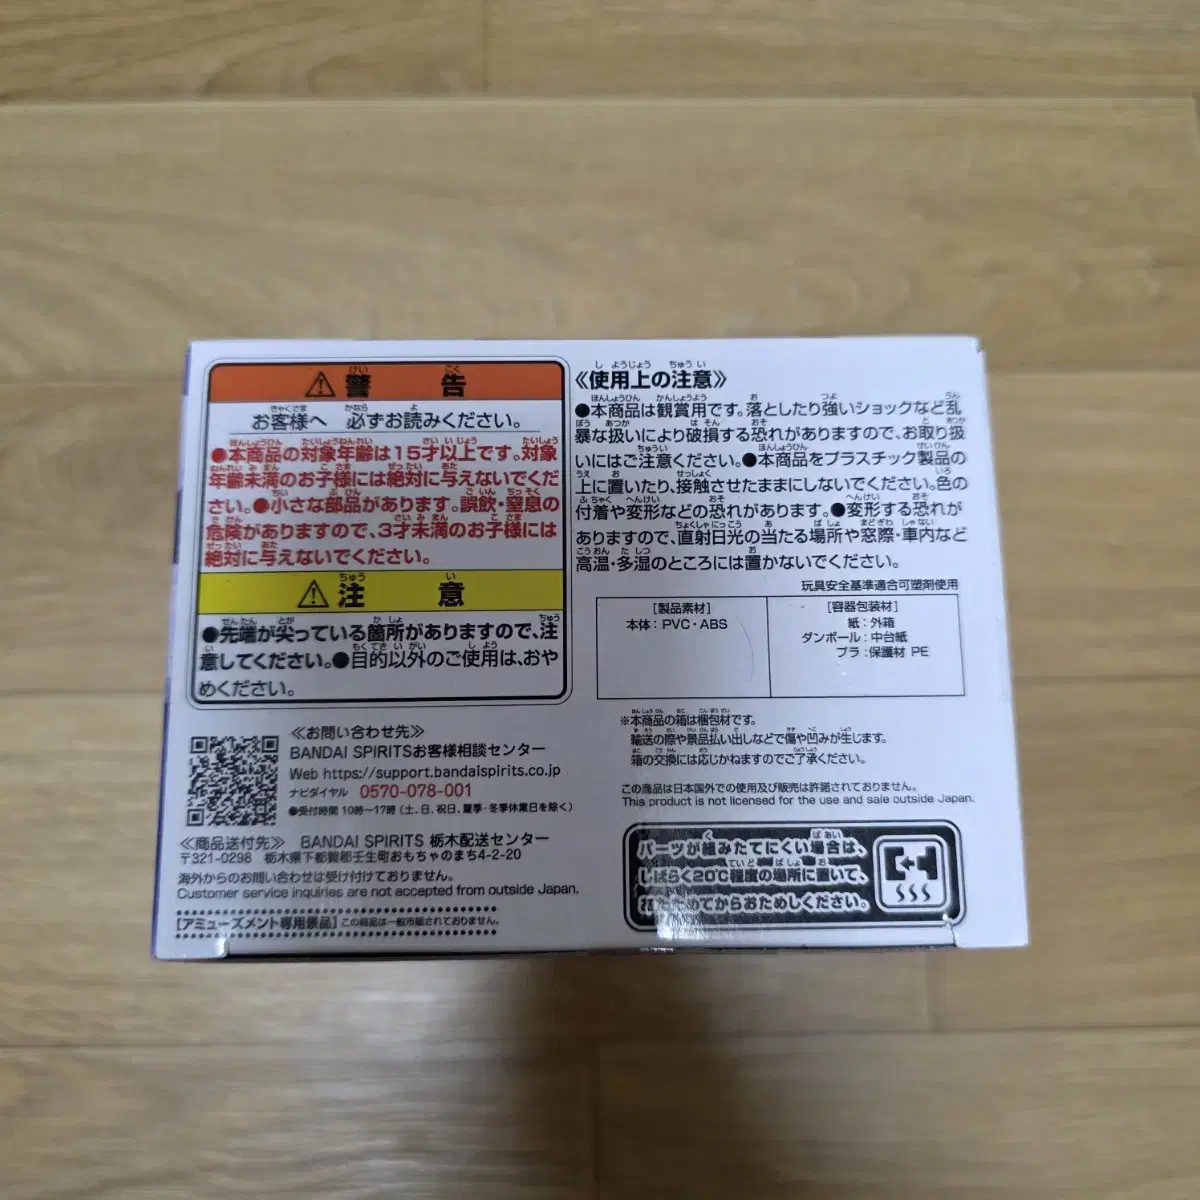 ⚠警告
お客様へ 必ずお読みください。
●本商品の対象年齢は15才以上です。対象
年齢未満のお子様には絶対に与えないでくだ
さい。●小さな部品があります。誤飲・窒息の
危険がありますので、3才未満のお子様には
絶対に与えないでください。
⚠注意
●先端が尖っている箇所がありますので、注
意してください。●目的以外のご使用は、おや
めください。
《お問い合わせ先》
BANDAI SPIRITSお客様相談センター
Web https://support.bandaispirits.co.jp
ナビダイヤル 0570-078-001
●受付時間 10時～17時（土、日、祝日、夏季・冬季休業日を除く）
《商品送付先》 BANDAI SPIRITS 栃木配送センター
〒321-0298 栃木県下都賀郡壬生町おもちゃのまち4-2-20
海外からのお問い合わせは受け付けておりません。
Customer service inquiries are not accepted from outside Japan.
【アミューズメント専用景品】この商品は一般市販されておりません。
《使用上の注意》
●本商品は観賞用です。落としたり強いショックなど乱
暴な扱いにより破損する恐れがありますので、お取り扱
いにはご注意ください。●本商品をプラスチック製品の
上に置いたり、接触させたままにしないでください。色の
付着や変形などの恐れがあります。●変形する恐れが
ありますので、直射日光の当たる場所や窓際・車内など
高温・多湿のところには置かないでください。
玩具安全基準適合可塑剤使用
［製品素材］
本体：PVC・ABS
［容器包装材］
紙：外箱
ダンボール：中台紙
プラ：保護材 PE
※本商品の箱は梱包材です。
輸送の際や景品払い出しなどで傷や凹みが生じます。
箱の交換には応じかねますのでご了承ください。
この商品は日本国外での使用及び販売は許諾されておりません。
This product is not licensed for the use and sale outside Japan.
パーツが組みたてにくい場合は、
しばらく20℃程度の場所に置いて、
あたためてからおためしください。